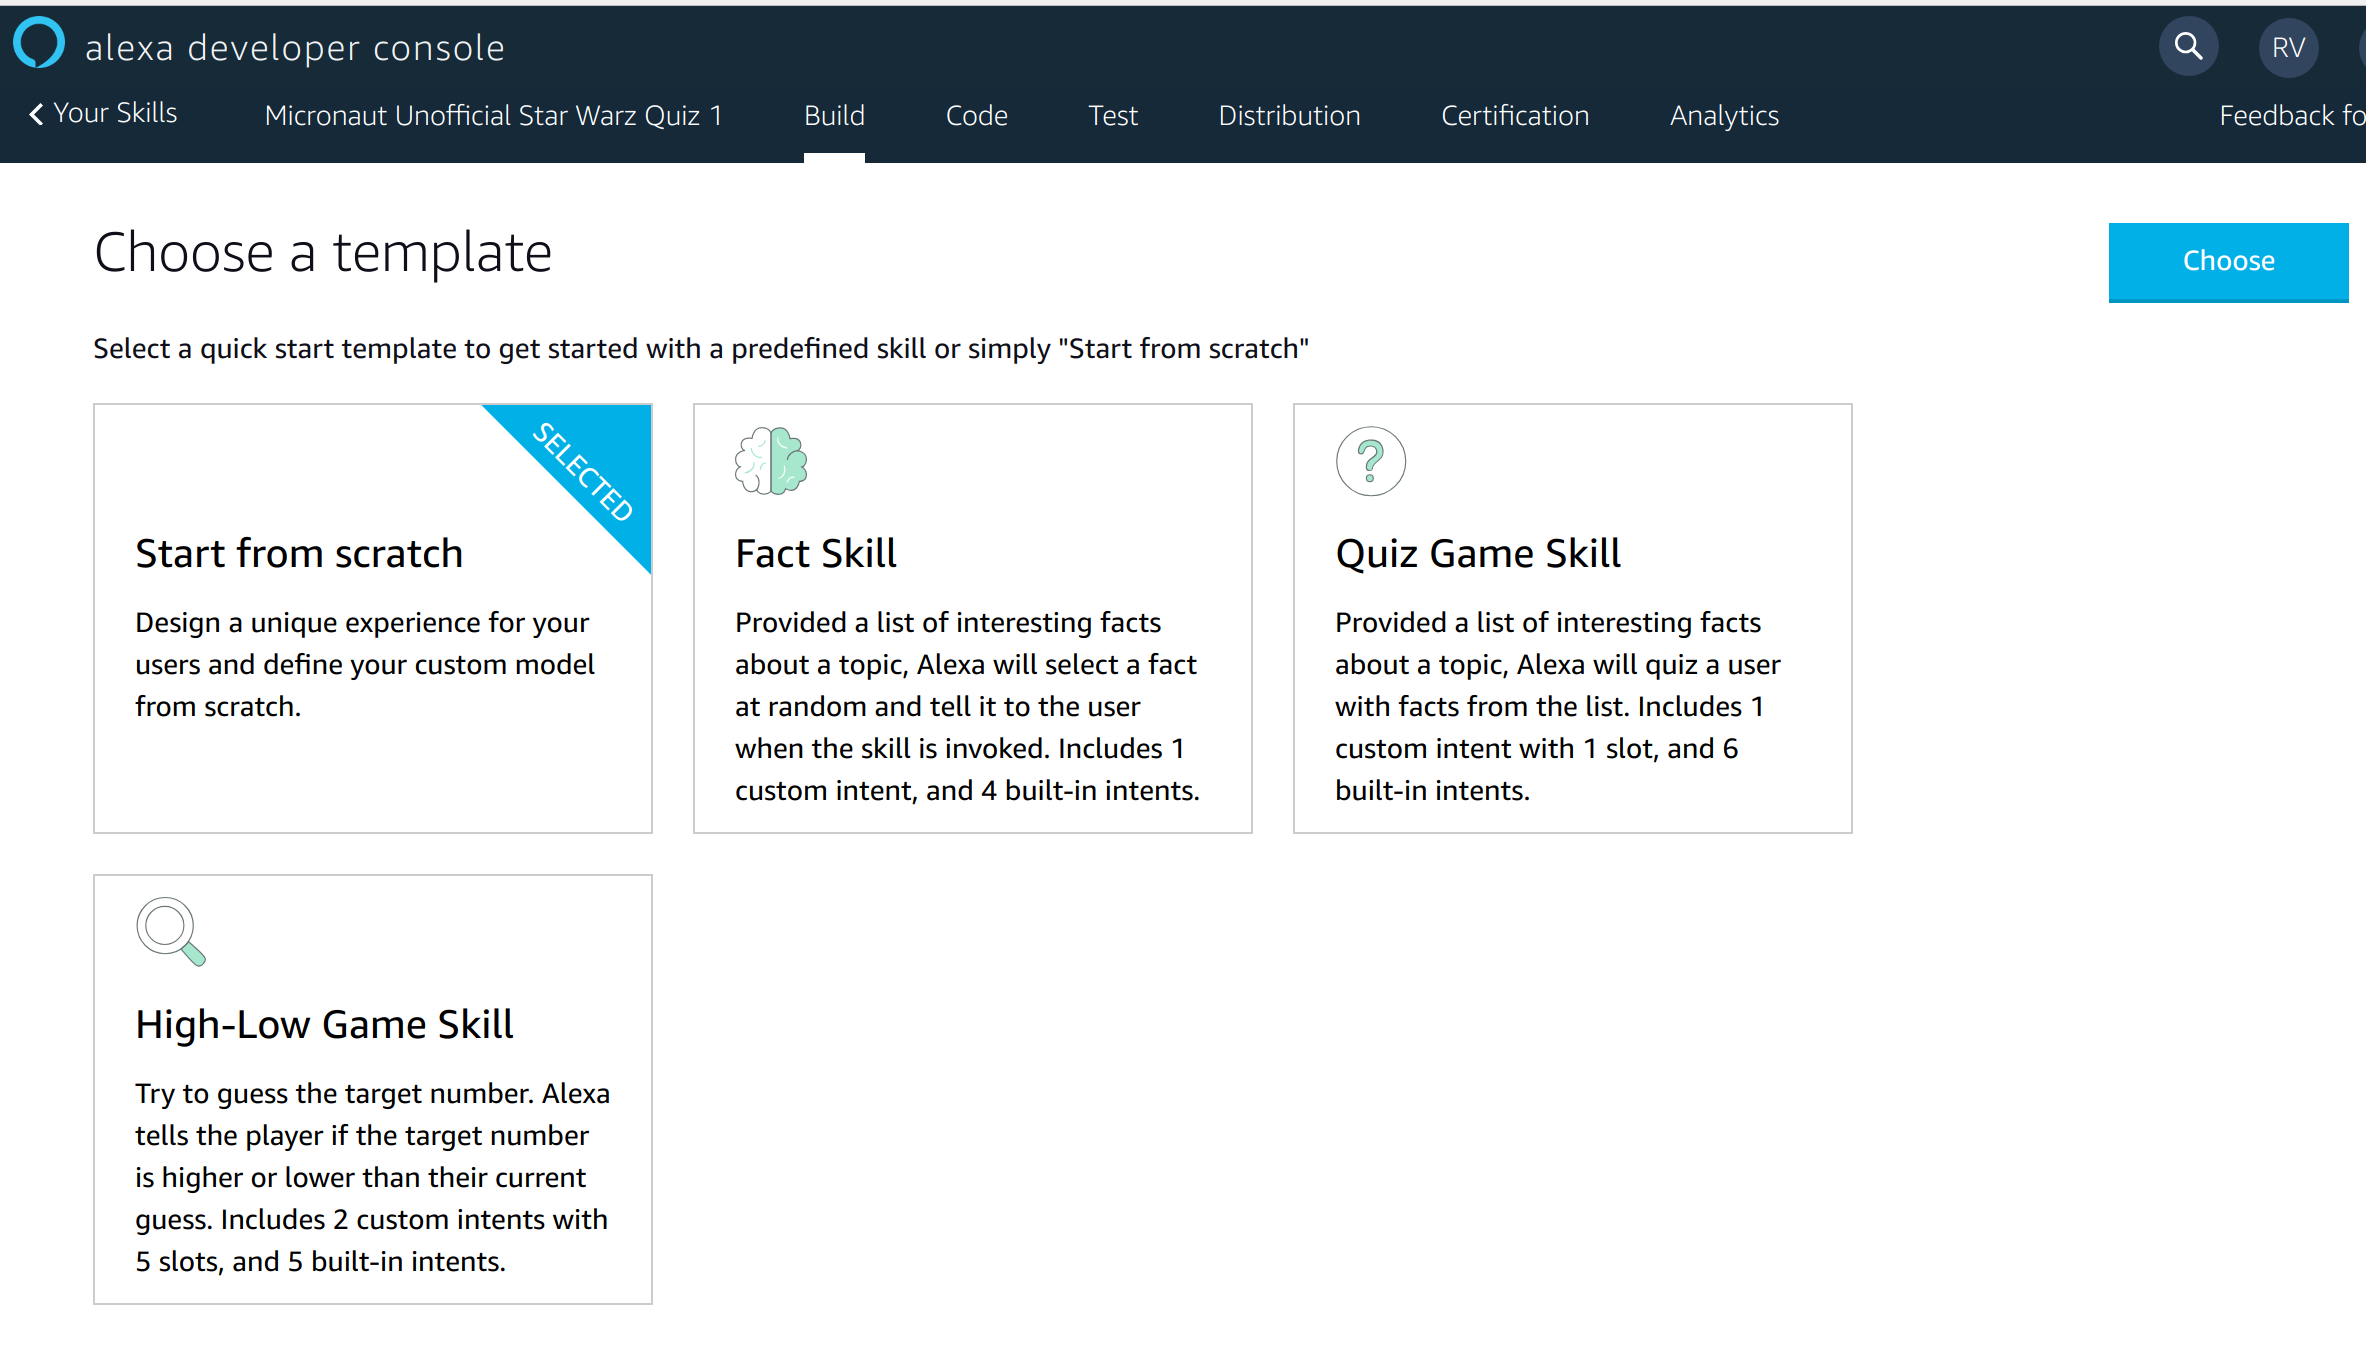 alexa developer console
RV
Your Skills
Micronaut Unofficial Star Warz Quiz 1
Build
Code
Test
Distribution
Certification
Analytics
Feedback fo
Choose a template
Choose
Select a quick start template to get started with a predefined skill or simply "Start from scratch"
SELECTED
Start from scratch
Design a unique experience for your
users and define your custom model
from scratch.
Fact Skill
Provided a list of interesting facts
about a topic, Alexa will select a fact
at random and tell it to the user
when the skill is invoked. Includes 1
custom intent, and 4 built-in intents.
?
Quiz Game Skill
Provided a list of interesting facts
about a topic, Alexa will quiz a user
with facts from the list. Includes 1
custom intent with 1 slot, and 6
built-in intents.
High-Low Game Skill
Try to guess the target number. Alexa
tells the player if the target number
is higher or lower than their current
guess. Includes 2 custom intents with
5 slots, and 5 built-in intents.